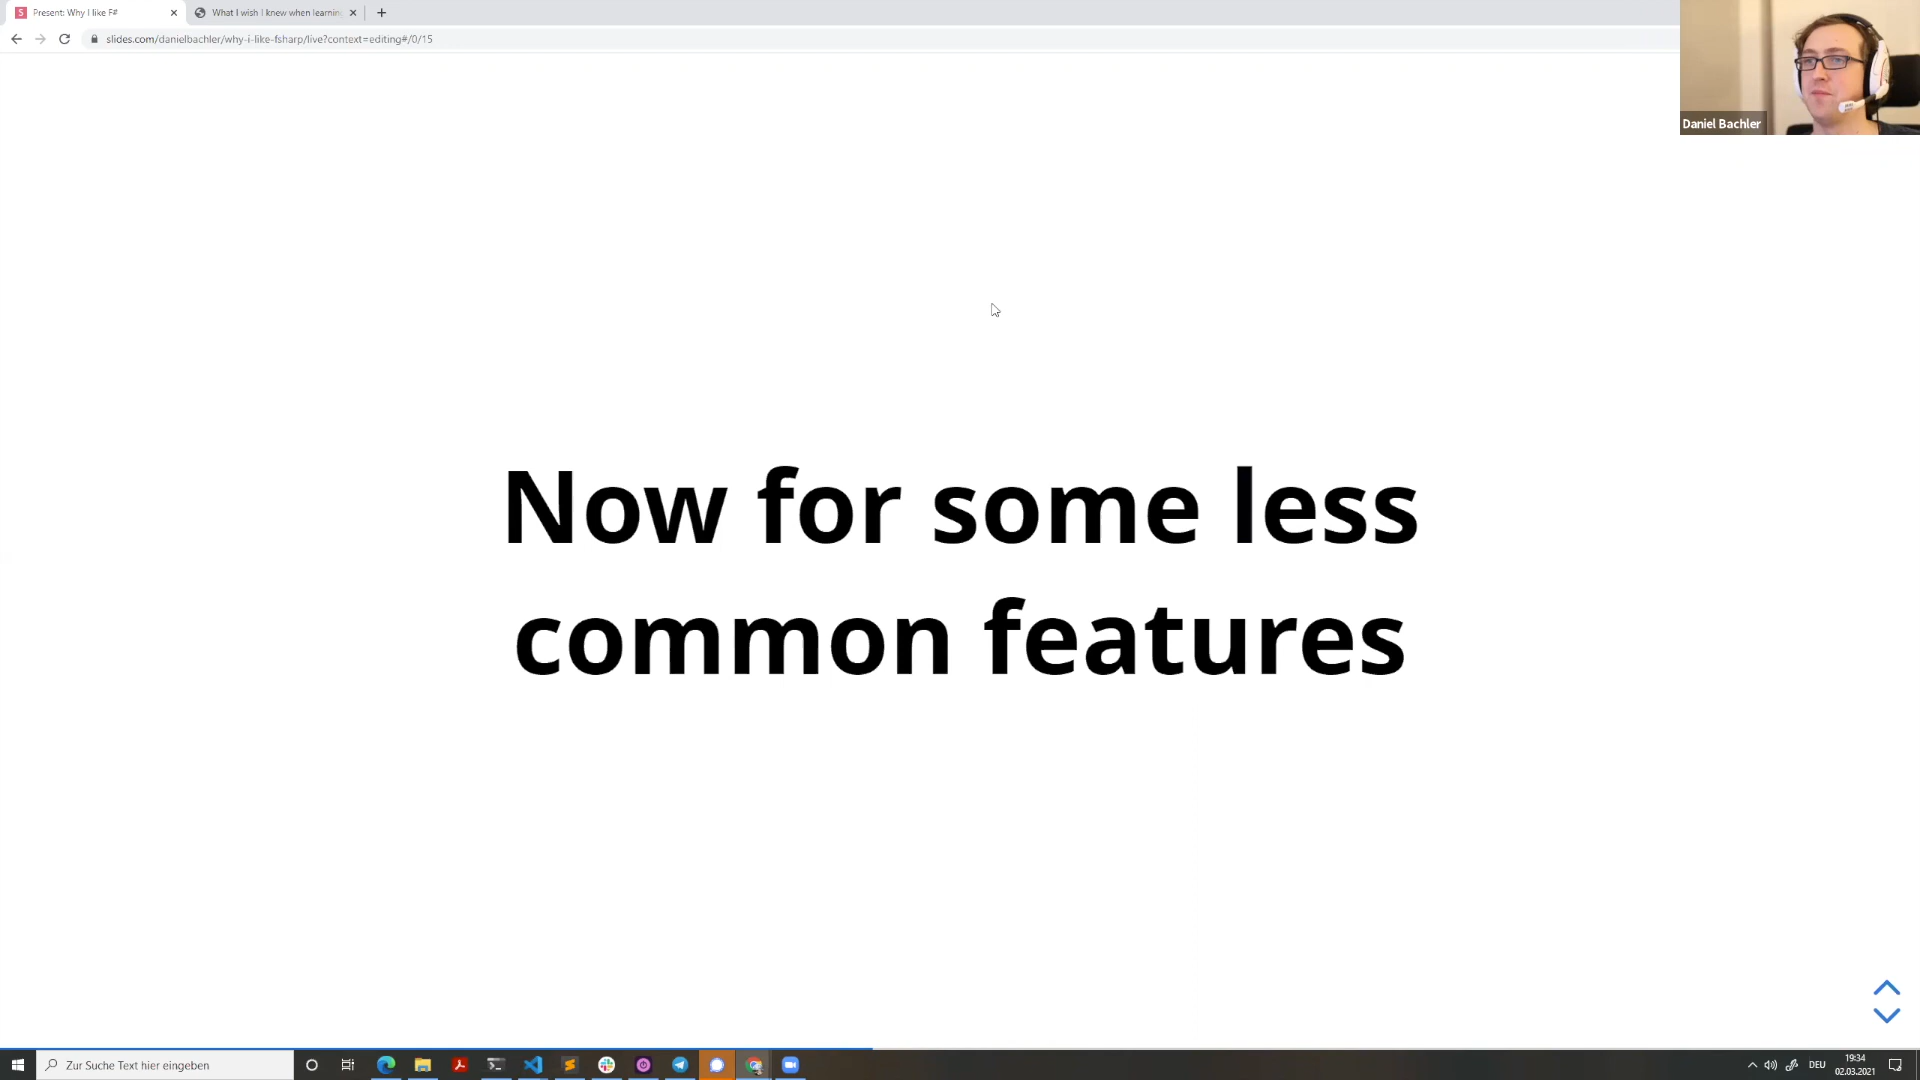 Present: Why I like F#
What I wish I knew when learnin
slides.com/danielbachler/why-i-like-fsharp/live?context=editing#/0/15
Daniel Bachler
Now for some less
common features
Zur Suche Text hier eingeben
DEU
19:34
02.03.2021